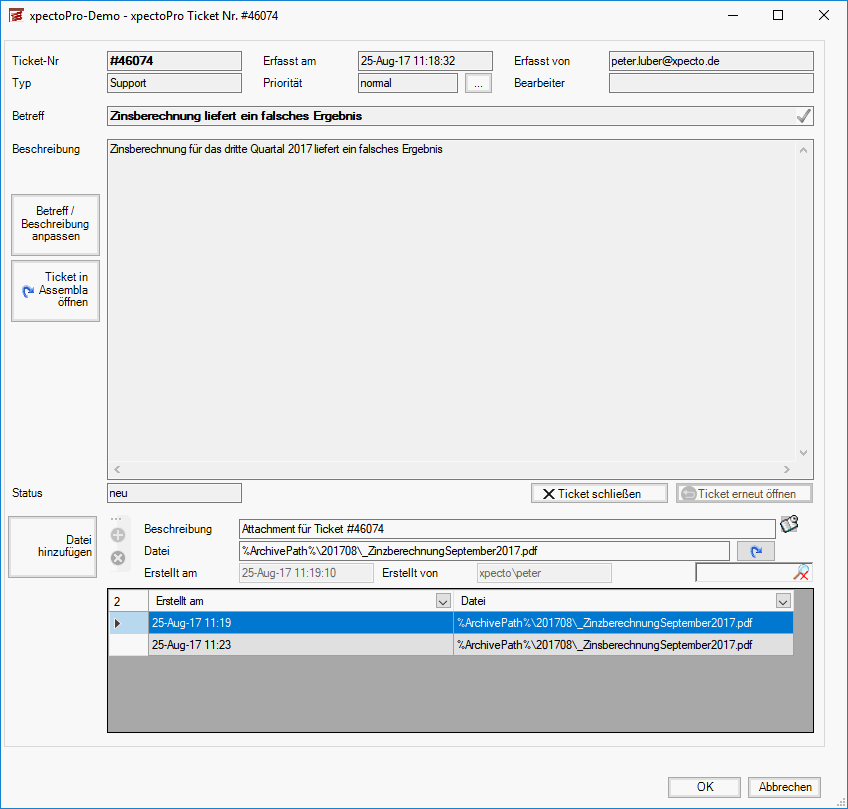 xpectoPro-Demo - xpectoPro Ticket Nr. #46074
Ticket-Nr #46074 Erfasst am 25-Aug-17 11:18:32 Erfasst von peter.luber@xpecto.de
Typ Support Priorität normal ... Bearbeiter
Betreff Zinsberechnung liefert ein falsches Ergebnis
Beschreibung Zinsberechnung für das dritte Quartal 2017 liefert ein falsches Ergebnis
Betreff /
Beschreibung
anpassen
Ticket in
Assembla
öffnen
Status neu Ticket schließen Ticket erneut öffnen
Datei
hinzufügen
Beschreibung Attachment für Ticket #46074
Datei %ArchivePath%\201708\_ZinzberechnungSeptember2017.pdf
Erstellt am 25-Aug-17 11:19:10 Erstellt von xpecto\peter
2 Erstellt am Datei
25-Aug-17 11:19 %ArchivePath%\201708\_ZinzberechnungSeptember2017.pdf
25-Aug-17 11:23 %ArchivePath%\201708\_ZinsberechnungSeptember2017.pdf
OK Abbrechen